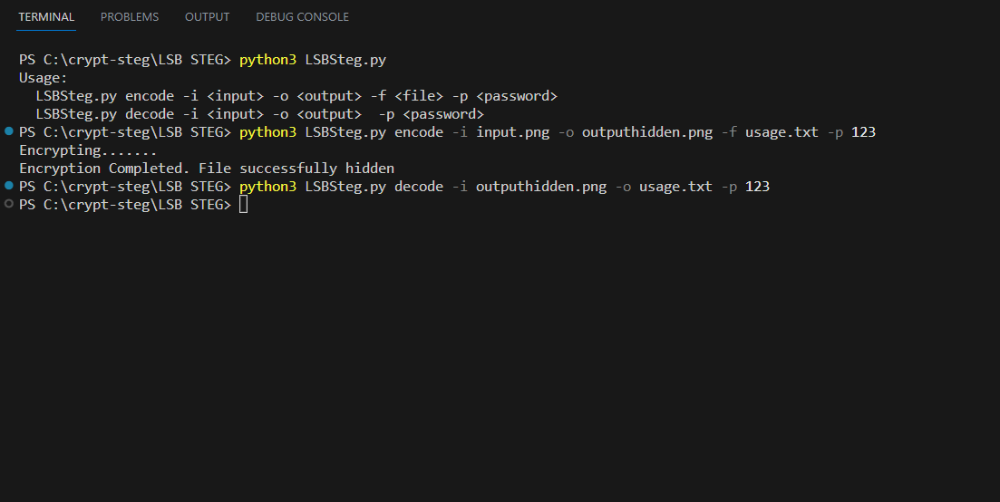 TERMINAL PROBLEMS OUTPUT DEBUG CONSOLE
PS C:\crypt-steg\LSB STEG> python3 LSBSteg.py
Usage:
  LSBSteg.py encode -i <input> -o <output> -f <file> -p <password>
  LSBSteg.py decode -i <input> -o <output>  -p <password>
PS C:\crypt-steg\LSB STEG> python3 LSBSteg.py encode -i input.png -o outputhidden.png -f usage.txt -p 123
Encrypting.......
Encryption Completed. File successfully hidden
PS C:\crypt-steg\LSB STEG> python3 LSBSteg.py decode -i outputhidden.png -o usage.txt -p 123
PS C:\crypt-steg\LSB STEG>